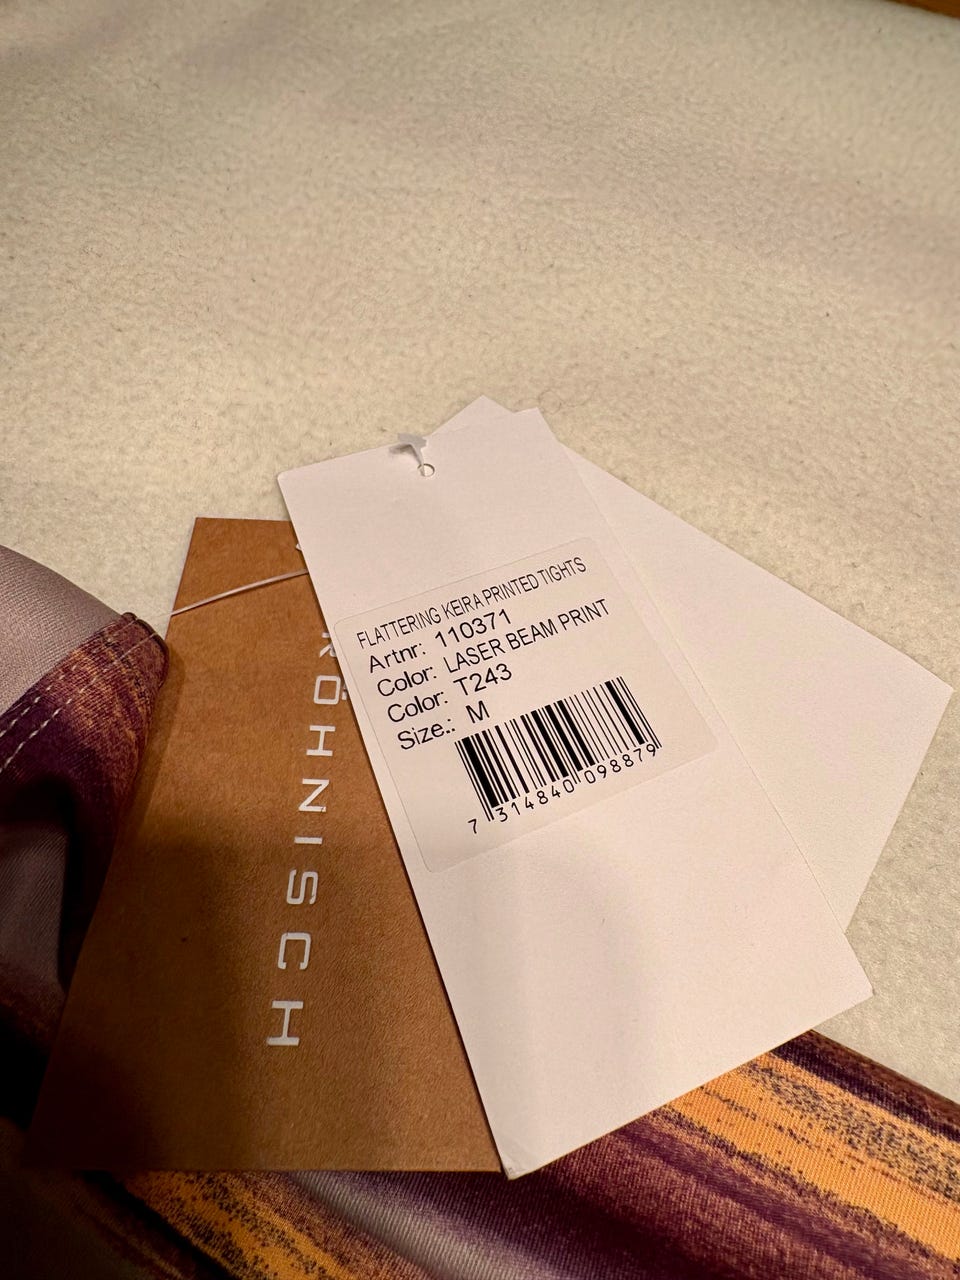 FLATTERING KEIRA PRINTED TIGHTS
Artnr: 110371
Color: LASER BEAM PRINT
Color: T243
Size.: M
7 314840 098879
RÖHNISCH